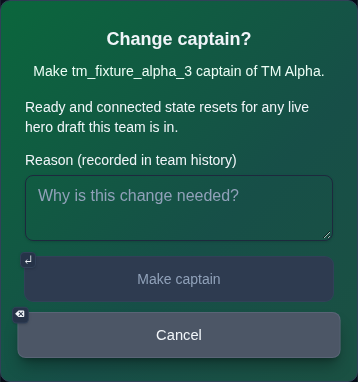 Change captain?
Make tm_fixture_alpha_3 captain of TM Alpha.
Ready and connected state resets for any live
hero draft this team is in.
Reason (recorded in team history)
Why is this change needed?
Make captain
Cancel